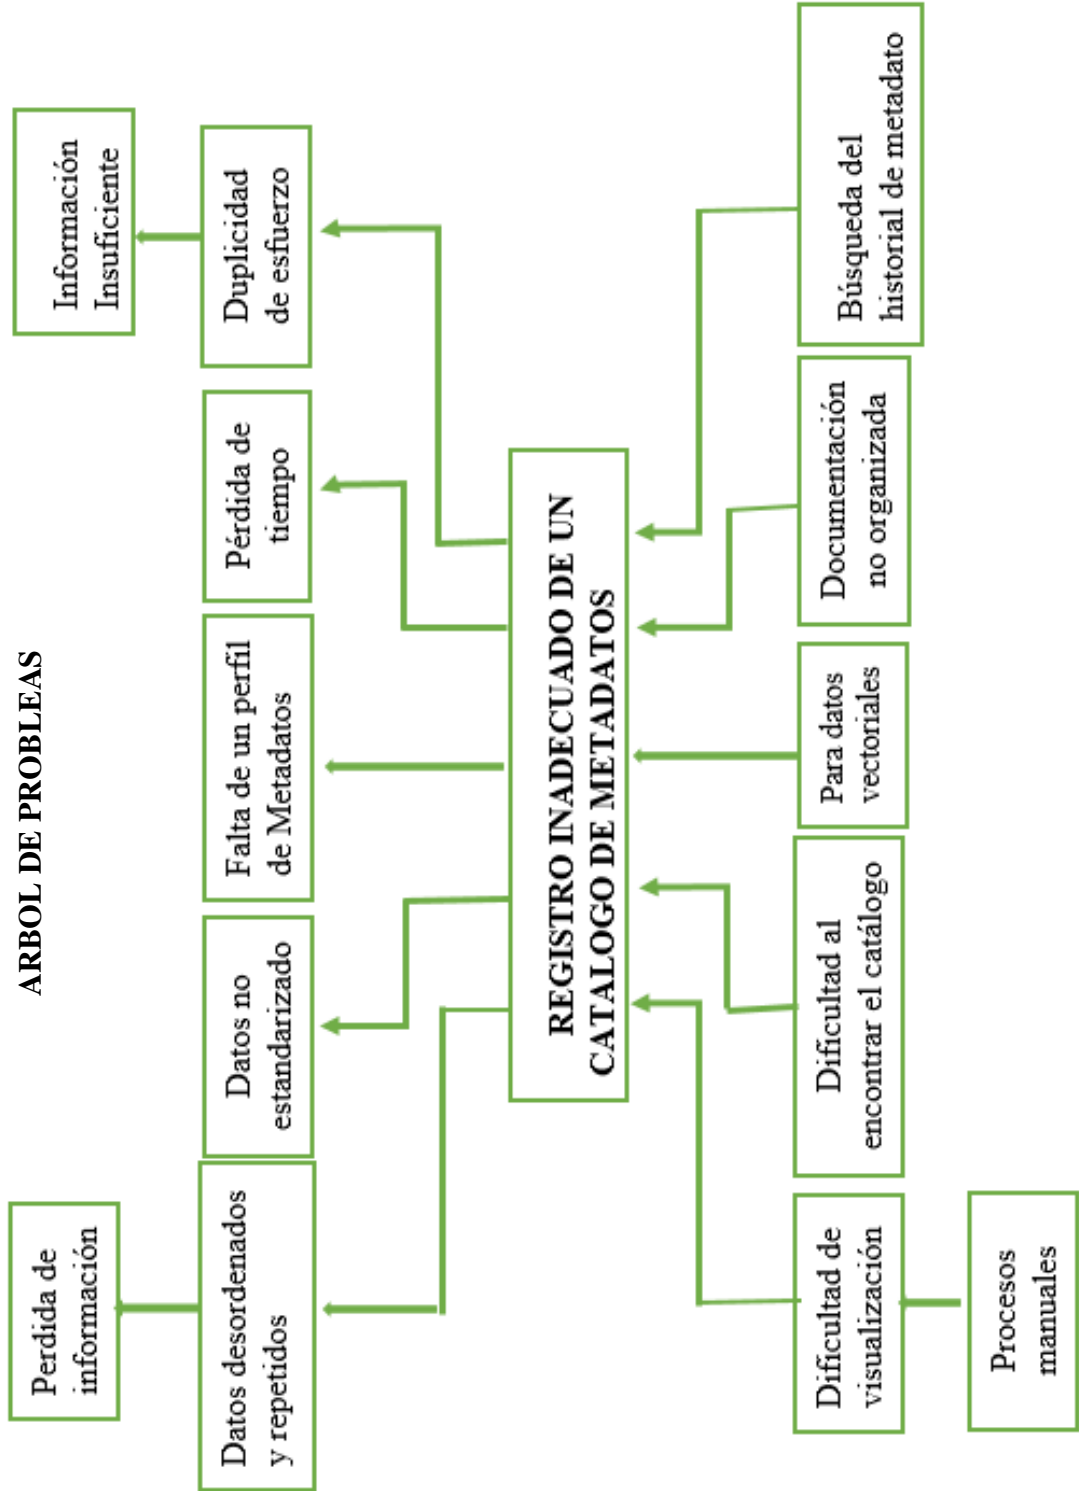 ARBOL DE PROBLEAS
Perdida de
información
Información
Insuficiente
Datos desordenados
y repetidos
Datos no
estandarizado
Falta de un perfil
de Metadatos
Pérdida de
tiempo
Duplicidad
de esfuerzo
REGISTRO INADECUADO DE UN
CATALOGO DE METADATOS
Dificultad de
visualización
Dificultad al
encontrar el catálogo
Para datos
vectoriales
Documentación
no organizada
Búsqueda del
historial de metadato
Procesos
manuales